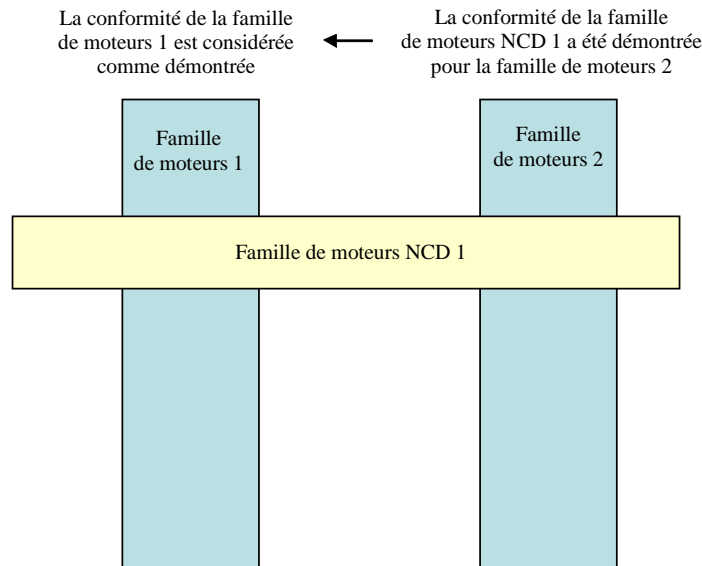 La conformité de la famille
de moteurs 1 est considérée
comme démontrée
La conformité de la famille
de moteurs NCD 1 a été démontrée
pour la famille de moteurs 2
Famille
de moteurs 1
Famille
de moteurs 2
Famille de moteurs NCD 1